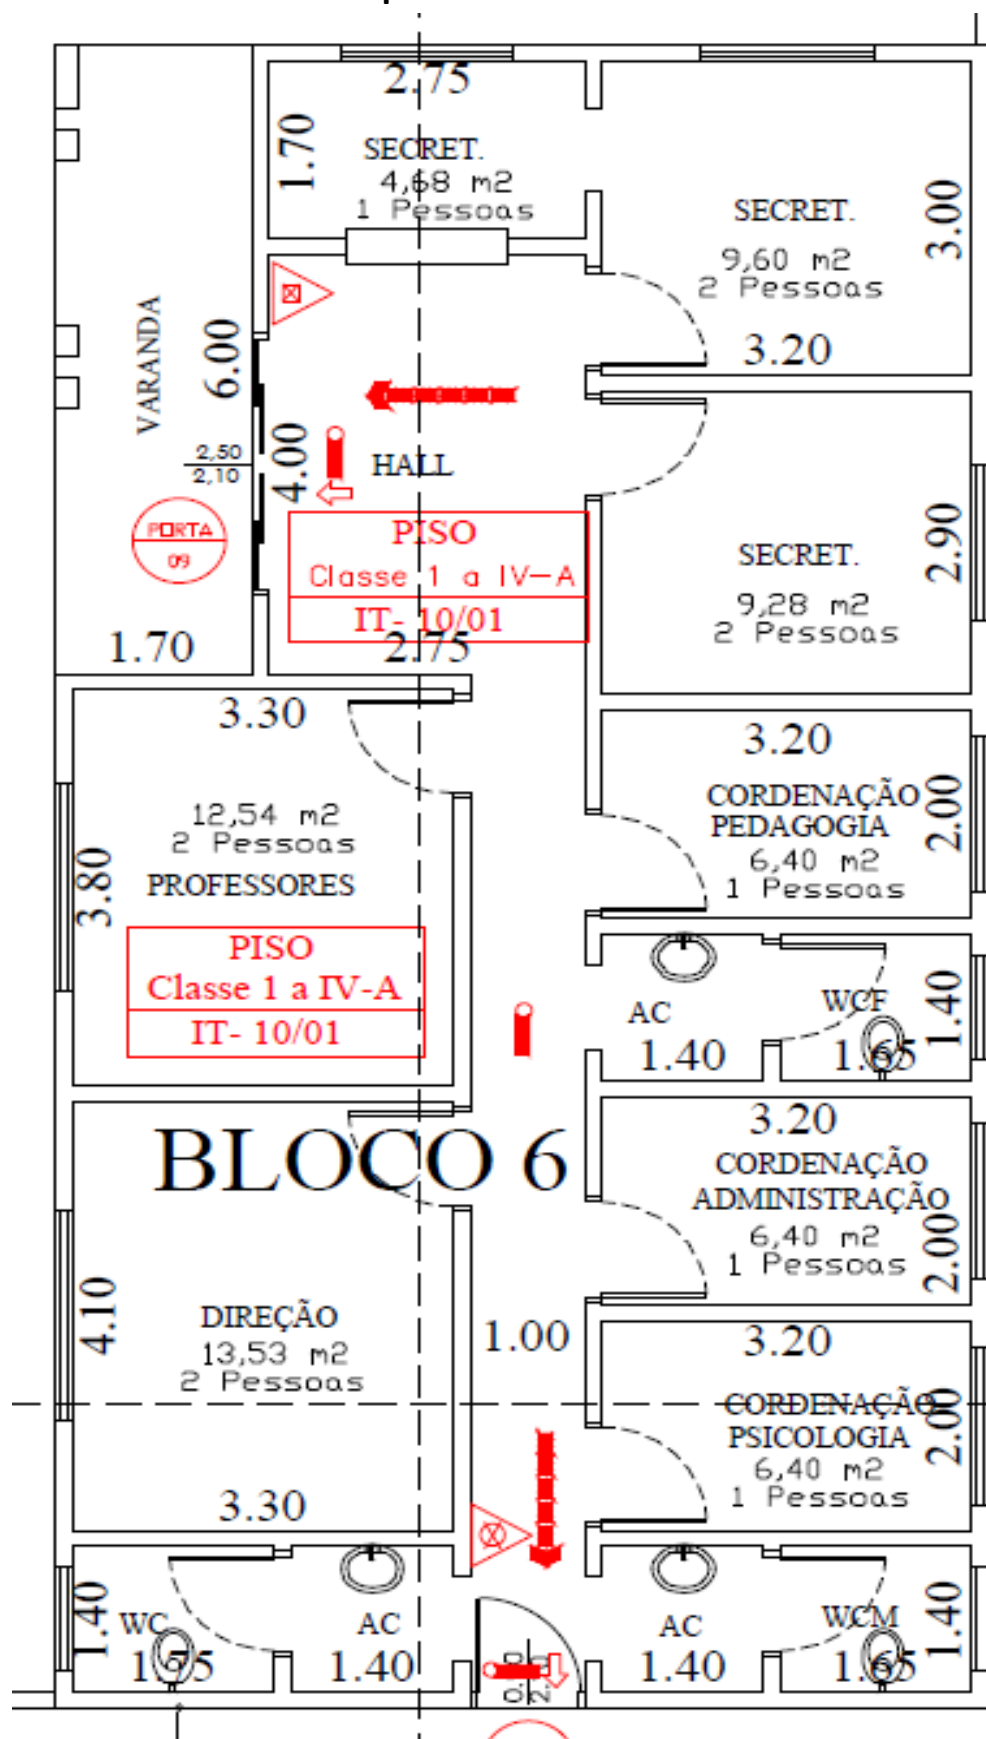 2.75
1.70
SECRET.
4,68 m2
1 Pessoas
SECRET.
9,60 m2
2 Pessoas
3.00
3.20
VARANDA
6.00
2,50
2,10
4.00
HALL
PORTA
09
PISO
Classe 1 a IV-A
IT- 10/01
SECRET.
9,28 m2
2 Pessoas
2.90
1.70
2.75
3.30
12,54 m2
2 Pessoas
PROFESSORES
3.80
PISO
Classe 1 a IV-A
IT- 10/01
3.20
CORDENAÇÃO
PEDAGOGIA
6,40 m2
1 Pessoas
2.00
AC
1.40
WCF
1.65
1.40
BLOCO 6
3.20
CORDENAÇÃO
ADMINISTRAÇÃO
6,40 m2
1 Pessoas
2.00
4.10
DIREÇÃO
13,53 m2
2 Pessoas
3.30
1.00
3.20
CORDENAÇÃO
PSICOLOGIA
6,40 m2
1 Pessoas
2.00
1.40
WC
1.75
AC
1.40
AC
1.40
WCM
1.65
1.40